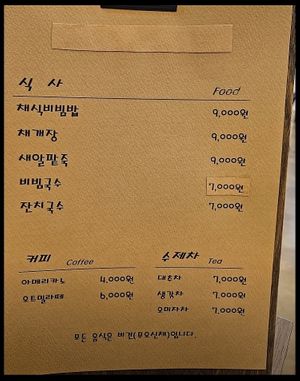 식 사 Food
채식비빔밥 9,000원
채개장 9,000원
새알팥죽 9,000원
비빔국수 7,000원
잔치국수 7,000원
커피 Coffee 수제차 Tea
아메리카노 4,000원 대추차 7,000원
오트밀라떼 6,000원 생강차 7,000원
오미자차 7,000원
모든 음식은 비건(무오신채)입니다.